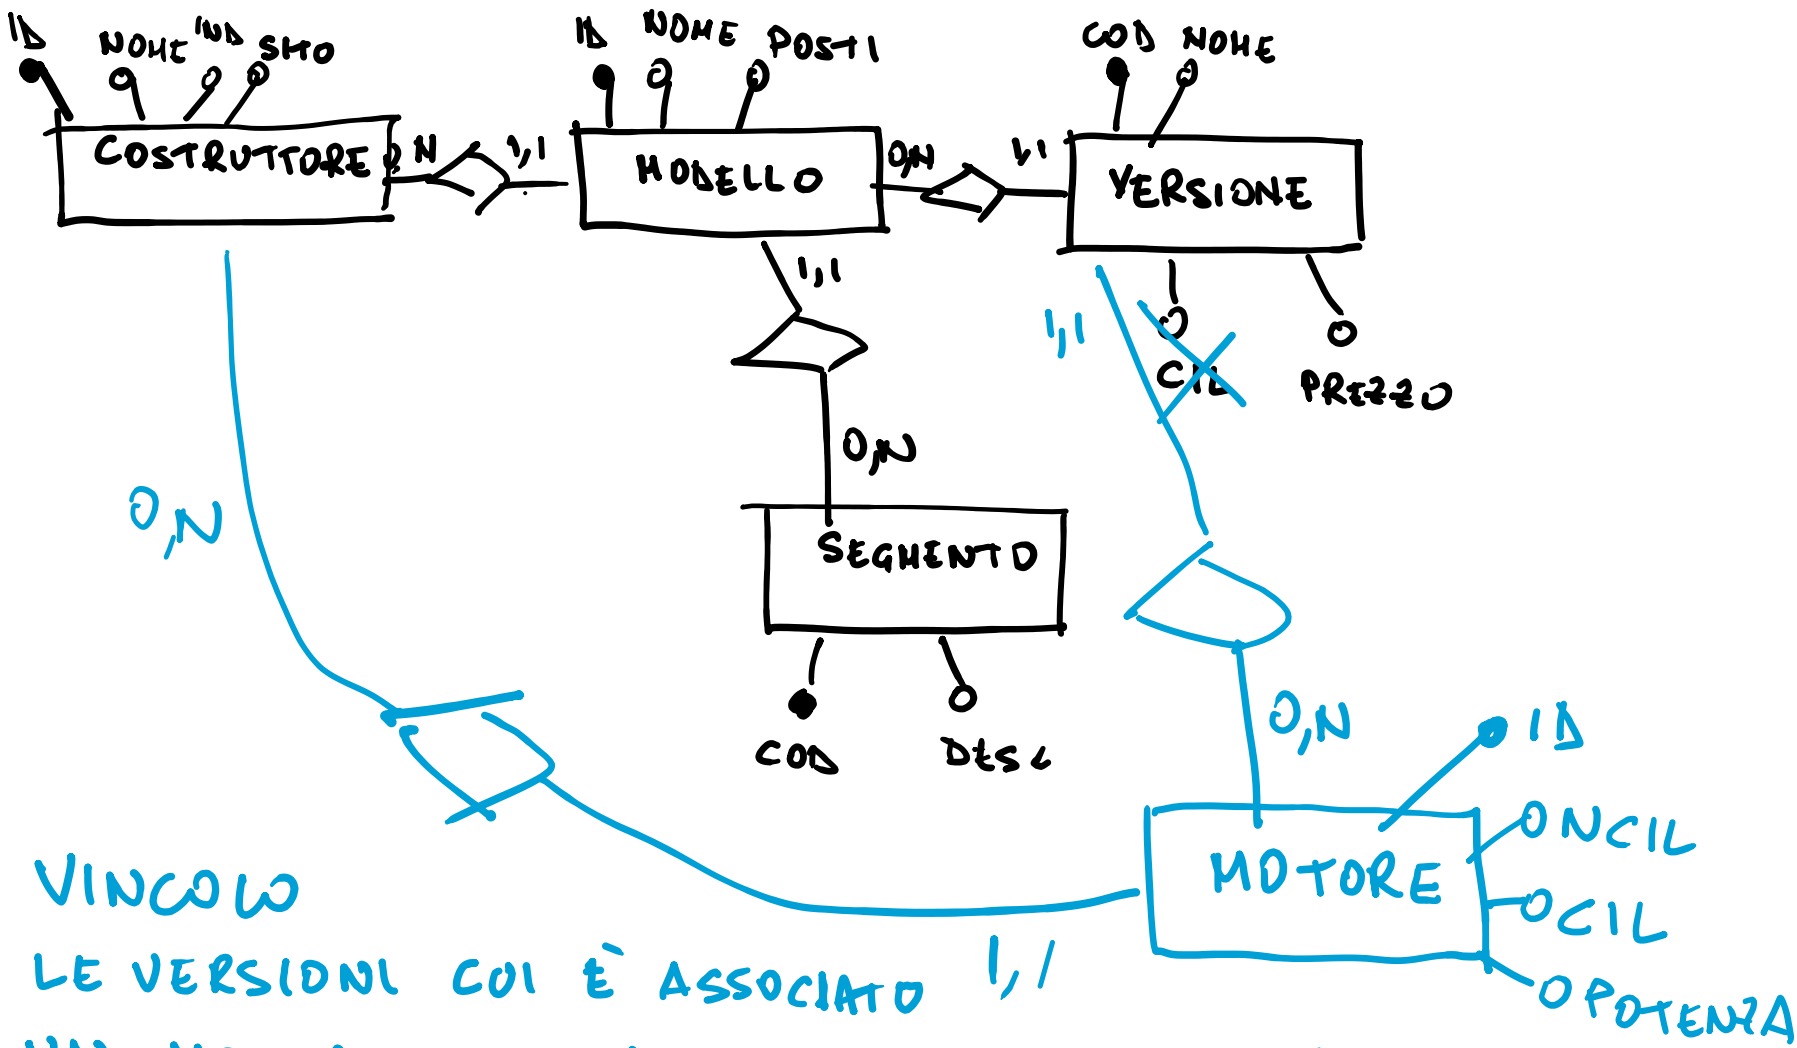 ID NOME IND SITO ID NOME POSTI COD NOME
COSTRUTTORE 0,N 1,1 MODELLO 0,N 1,1 VERSIONE
1,1
1,1
CIL PREZZO
0,N
0,N
SEGMENTO
COD DESC
0,N ID
MOTORE NCIL
CIL
POTENZA
1,1
VINCOLO
LE VERSIONI CUI È ASSOCIATO